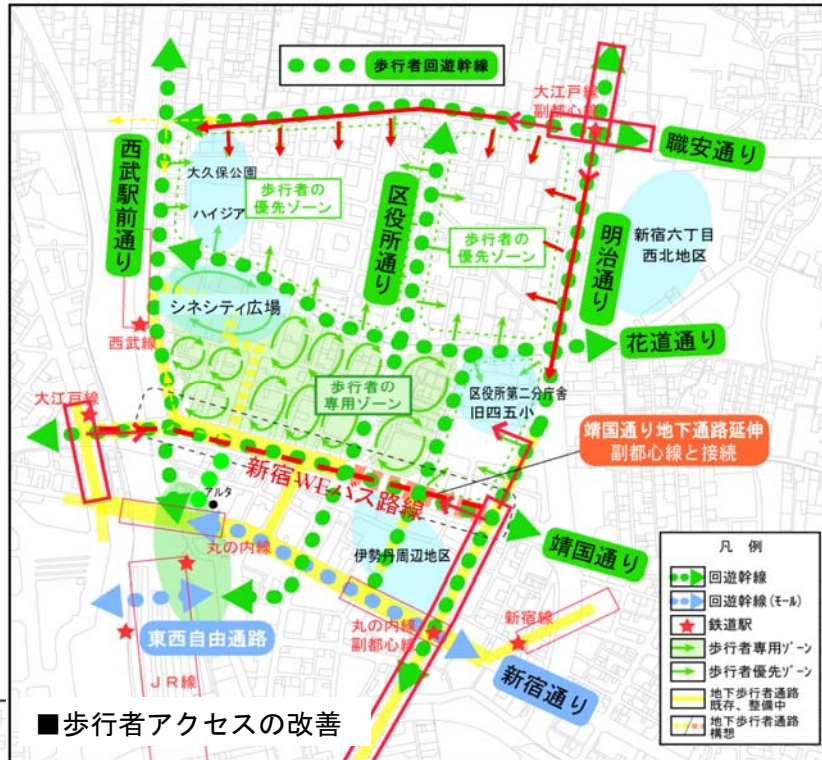 歩行者回遊幹線
大江戸線
副都心線
職安通り
西武駅前通り
大久保公園
ハイジア
歩行者の
優先ゾーン
区役所通り
歩行者の
優先ゾーン
明治通り
新宿六丁目
西北地区
シネシティ広場
西武線
花道通り
歩行者の
専用ゾーン
区役所第二分庁舎
旧四五小
大江戸線
靖国通り地下通路延伸
副都心線と接続
新宿WEバス路線
アルタ
丸の内線
伊勢丹周辺地区
靖国通り
東西自由通路
丸の内線
副都心線
新宿線
新宿通り
JR線
■歩行者アクセスの改善
凡例
回遊幹線
回遊幹線(モール)
鉄道駅
歩行者専用ゾーン
歩行者優先ゾーン
地下歩行者通路
既存、整備中
地下歩行者通路
構想